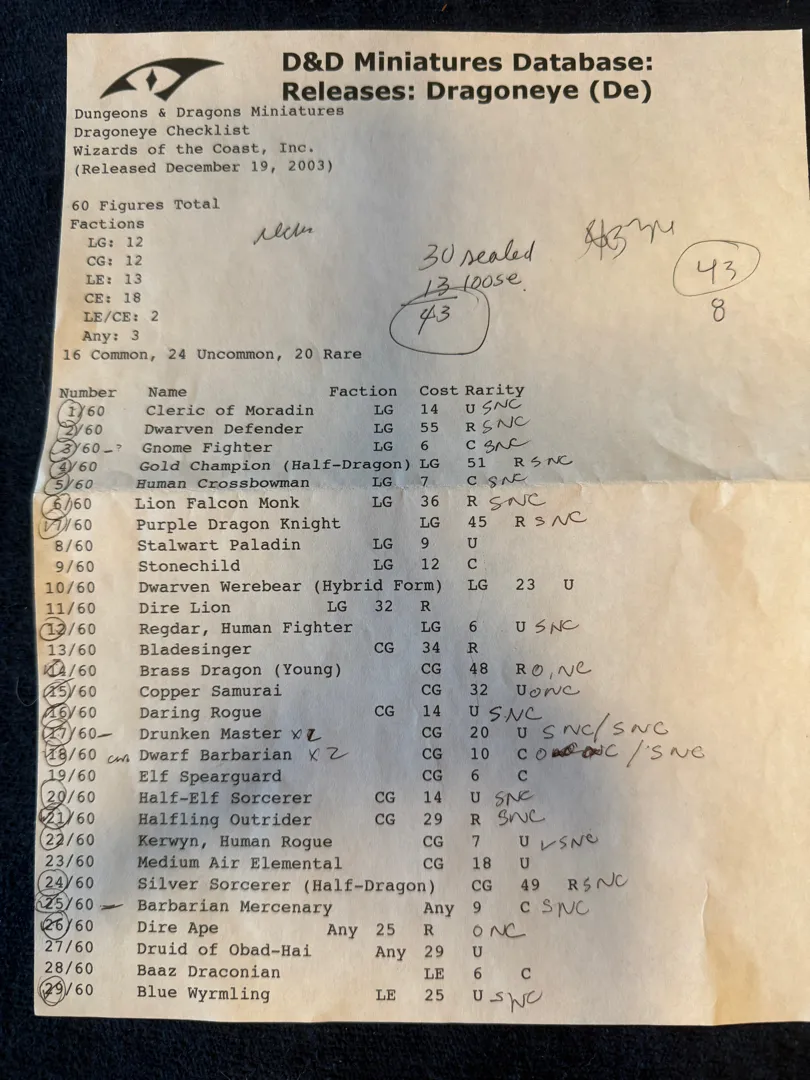 D&D Miniatures Database:
Releases: Dragoneye (De)
Dungeons & Dragons Miniatures
Dragoneye Checklist
Wizards of the Coast, Inc.
(Released December 19, 2003)
60 Figures Total
Factions
LG: 12
CG: 12
LE: 13
CE: 18
LE/CE: 2
Any: 3
30 sealed
13 loose
43
43
8
16 Common, 24 Uncommon, 20 Rare
Number Name Faction Cost Rarity
1/60 Cleric of Moradin LG 14 U SNC
2/60 Dwarven Defender LG 55 R SNC
3/60 -? Gnome Fighter LG 6 C SNC
4/60 Gold Champion (Half-Dragon) LG 51 R SNC
5/60 Human Crossbowman LG 7 C SNC
6/60 Lion Falcon Monk LG 36 R SNC
7/60 Purple Dragon Knight LG 45 R SNC
8/60 Stalwart Paladin LG 9 U
9/60 Stonechild LG 12 C
10/60 Dwarven Werebear (Hybrid Form) LG 23 U
11/60 Dire Lion LG 32 R
12/60 Regdar, Human Fighter LG 6 U SNC
13/60 Bladesinger CG 34 R
14/60 Brass Dragon (Young) CG 48 R O, NC
15/60 Copper Samurai CG 32 U ONC
16/60 Daring Rogue CG 14 U SNC
17/60 - Drunken Master x2 CG 20 U SNC/SNC
18/60 Dwarf Barbarian x2 CG 10 C /SNC
19/60 Elf Spearguard CG 6 C
20/60 Half-Elf Sorcerer CG 14 U SNC
21/60 Halfling Outrider CG 29 R SNC
22/60 Kerwyn, Human Rogue CG 7 U SNC
23/60 Medium Air Elemental CG 18 U
24/60 Silver Sorcerer (Half-Dragon) CG 49 R SNC
25/60 - Barbarian Mercenary Any 9 C SNC
26/60 Dire Ape Any 25 R ONC
27/60 Druid of Obad-Hai Any 29 U
28/60 Baaz Draconian LE 6 C
29/60 Blue Wyrmling LE 25 U SNC